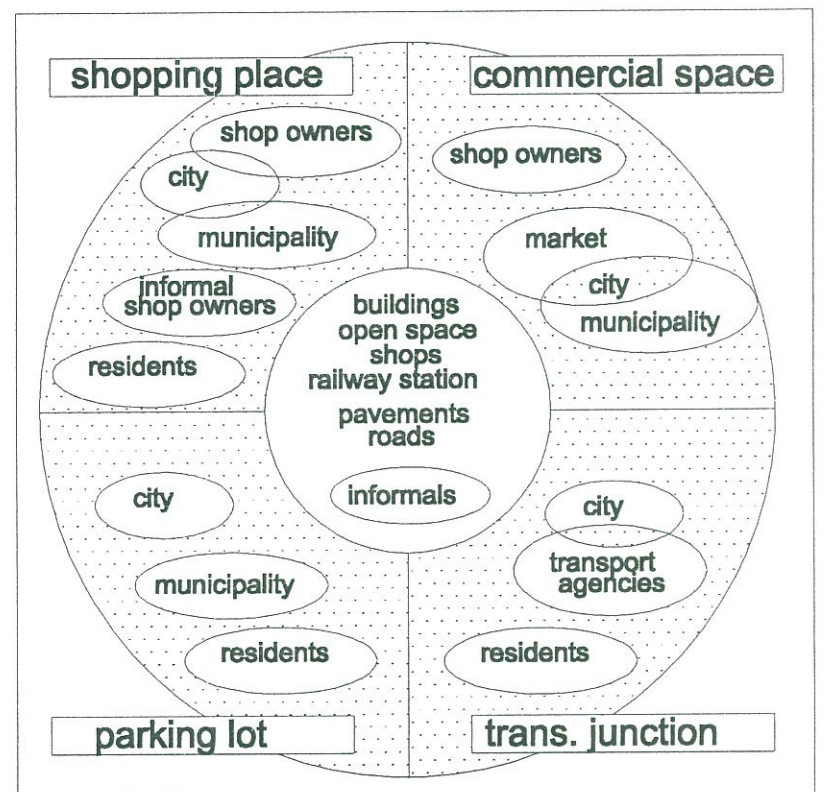 shopping place
shop owners
city
municipality
informal
shop owners
residents
commercial space
shop owners
market
city
municipality
buildings
open space
shops
railway station
pavements
roads
informals
city
municipality
residents
parking lot
city
transport
agencies
residents
trans. junction